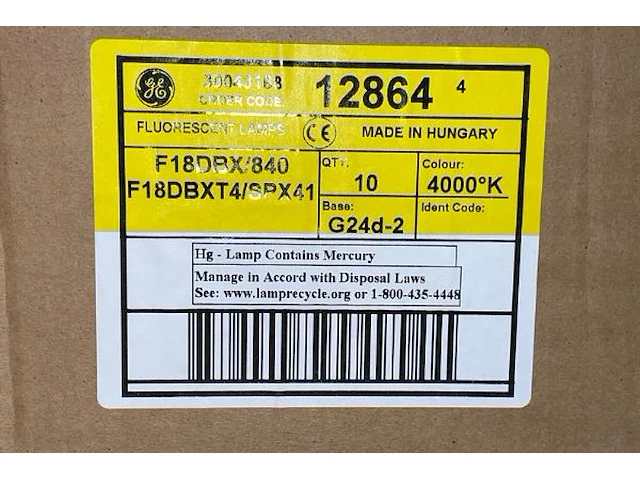 GE 30043168 12864 4
ORDER CODE:
FLUORESCENT LAMPS CE MADE IN HUNGARY
F18DBX/840 QTY: 10 Colour: 4000°K
F18DBXT4/SPX41 Base: G24d-2 Ident Code:
Hg - Lamp Contains Mercury
Manage in Accord with Disposal Laws
See: www.lamprecycle.org or 1-800-435-4448